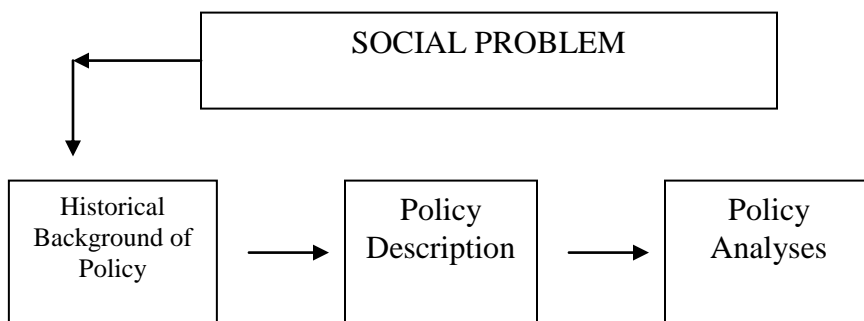 SOCIAL PROBLEM
Historical
Background of
Policy
Policy
Description
Policy
Analyses